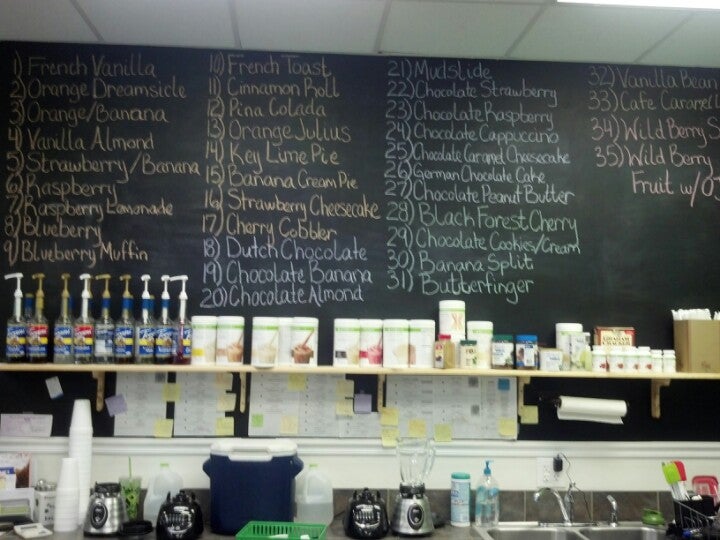 1) French Vanilla
2) Orange Dreamsicle
3) Orange/Banana
4) Vanilla Almond
5) Strawberry/Banana
6) Raspberry
7) Raspberry Lemonade
8) Blueberry
9) Blueberry Muffin
10) French Toast
11) Cinnamon Roll
12) Pina Colada
13) Orange Julius
14) Key Lime Pie
15) Banana Cream Pie
16) Strawberry Cheesecake
17) Cherry Cobbler
18) Dutch Chocolate
19) Chocolate Banana
20) Chocolate Almond
21) Mudslide
22) Chocolate Strawberry
23) Chocolate Raspberry
24) Chocolate Cappuccino
25) Chocolate Caramel Cheesecake
26) German Chocolate Cake
27) Chocolate Peanut Butter
28) Black Forest Cherry
29) Chocolate Cookies/Cream
30) Banana Split
31) Butterfinger
32) Vanilla Bean
33) Cafe Caramel
34) Wild Berry S
35) Wild Berry
Fruit w/O